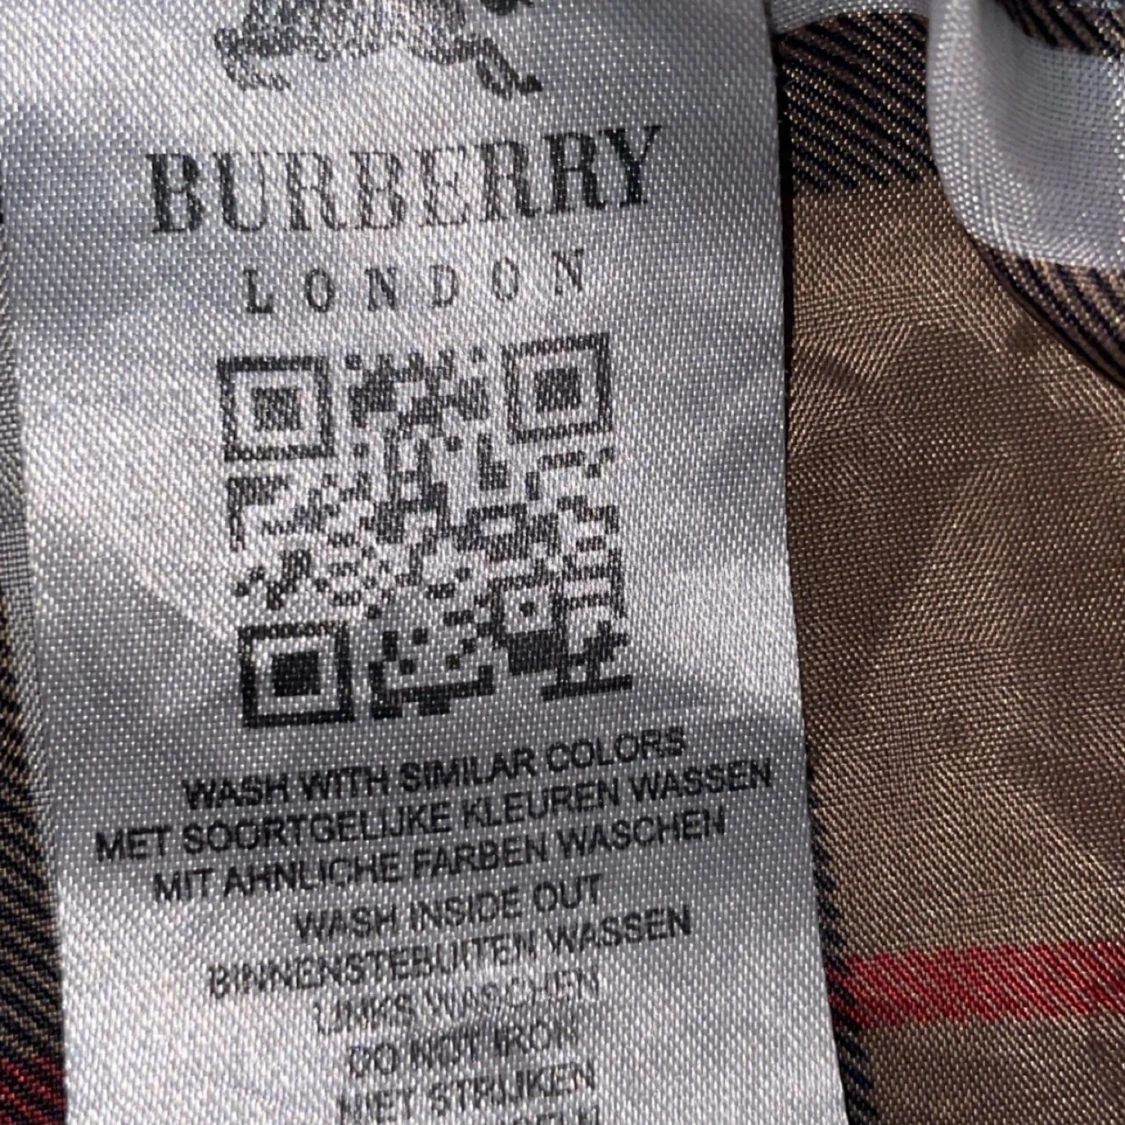 BURBERRY
LONDON
WASH WITH SIMILAR COLORS
MET SOORTGELIJKE KLEUREN WASSEN
MIT AHNLICHE FARBEN WASCHEN
WASH INSIDE OUT
BINNENSTEBUITEN WASSEN
LINKS WASCHEN
DO NOT IRON
NIET STRIJKEN